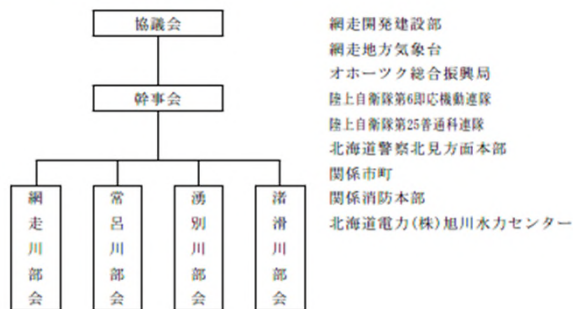 協議会
幹事会
網走川部会
常呂川部会
湧別川部会
渚滑川部会
網走開発建設部
網走地方気象台
オホーツク総合振興局
陸上自衛隊第6即応機動連隊
陸上自衛隊第25普通科連隊
北海道警察北見方面本部
関係市町
関係消防本部
北海道電力(株)旭川水力センター